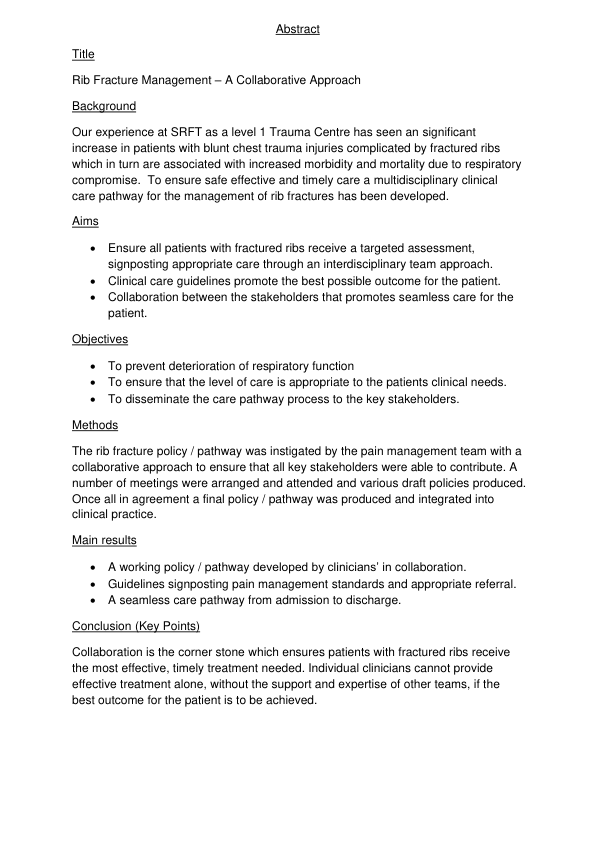 Abstract
Title
Rib Fracture Management – A Collaborative Approach
Background
Our experience at SRFT as a level 1 Trauma Centre has seen an significant
increase in patients with blunt chest trauma injuries complicated by fractured ribs
which in turn are associated with increased morbidity and mortality due to respiratory
compromise.  To ensure safe effective and timely care a multidisciplinary clinical
care pathway for the management of rib fractures has been developed.
Aims
• Ensure all patients with fractured ribs receive a targeted assessment,
signposting appropriate care through an interdisciplinary team approach.
• Clinical care guidelines promote the best possible outcome for the patient.
• Collaboration between the stakeholders that promotes seamless care for the
patient.
Objectives
• To prevent deterioration of respiratory function
• To ensure that the level of care is appropriate to the patients clinical needs.
• To disseminate the care pathway process to the key stakeholders.
Methods
The rib fracture policy / pathway was instigated by the pain management team with a
collaborative approach to ensure that all key stakeholders were able to contribute. A
number of meetings were arranged and attended and various draft policies produced.
Once all in agreement a final policy / pathway was produced and integrated into
clinical practice.
Main results
• A working policy / pathway developed by clinicians’ in collaboration.
• Guidelines signposting pain management standards and appropriate referral.
• A seamless care pathway from admission to discharge.
Conclusion (Key Points)
Collaboration is the corner stone which ensures patients with fractured ribs receive
the most effective, timely treatment needed. Individual clinicians cannot provide
effective treatment alone, without the support and expertise of other teams, if the
best outcome for the patient is to be achieved.